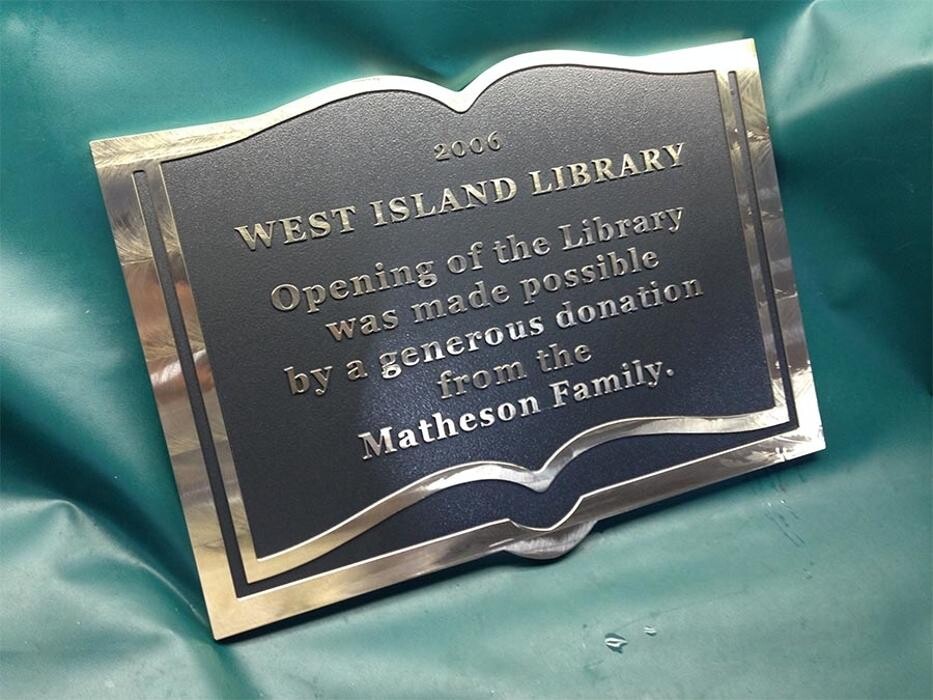 2006
WEST ISLAND LIBRARY
Opening of the Library
was made possible
by a generous donation
from the
Matheson Family.